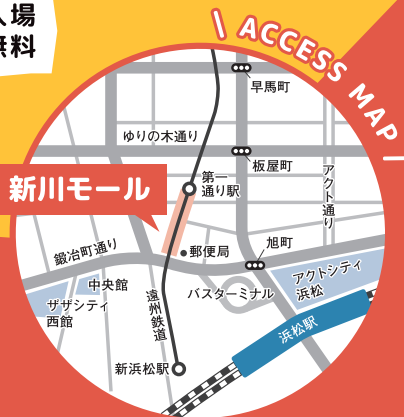 入場
無料
ACCESS MAP
早馬町
ゆりの木通り
板屋町
第一
通り駅
アクト通り
新川モール
旭町
鍛冶町通り
郵便局
アクトシティ
浜松
中央館
バスターミナル
ザザシティ
西館
遠州鉄道
浜松駅
新浜松駅